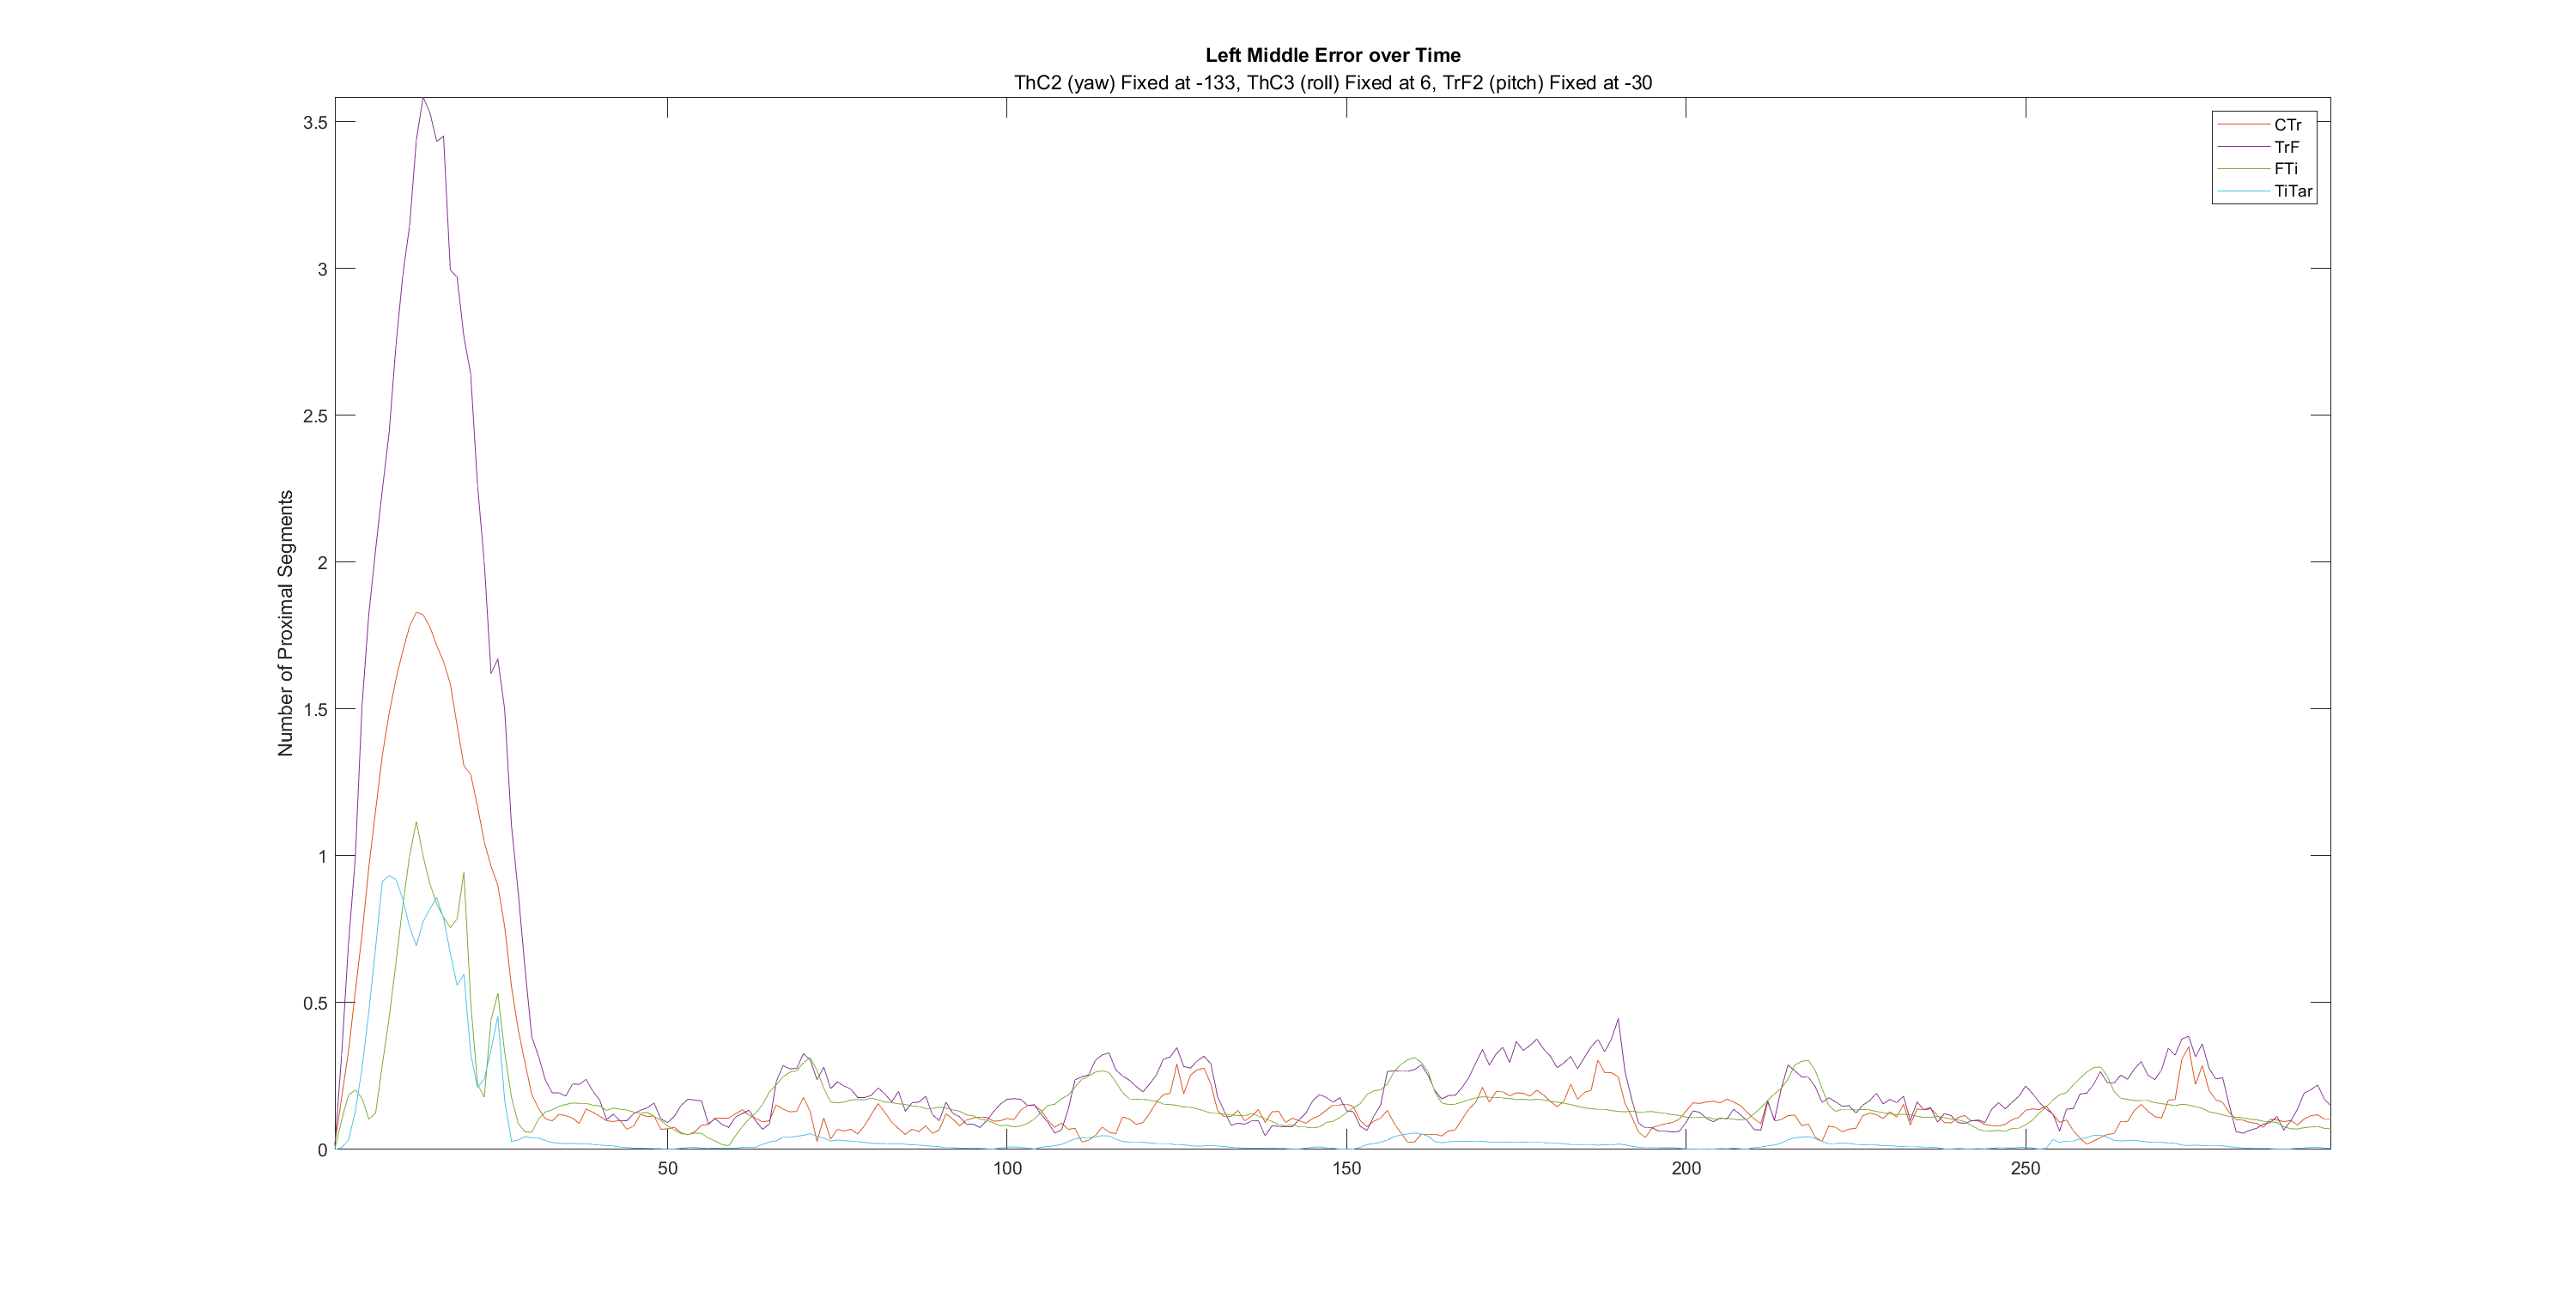 Left Middle Error over Time
ThC2 (yaw) Fixed at -133, ThC3 (roll) Fixed at 6, TrF2 (pitch) Fixed at -30
CTr
TrF
FTi
TiTar
Number of Proximal Segments
3.5
3
2.5
2
1.5
1
0.5
0
50
100
150
200
250